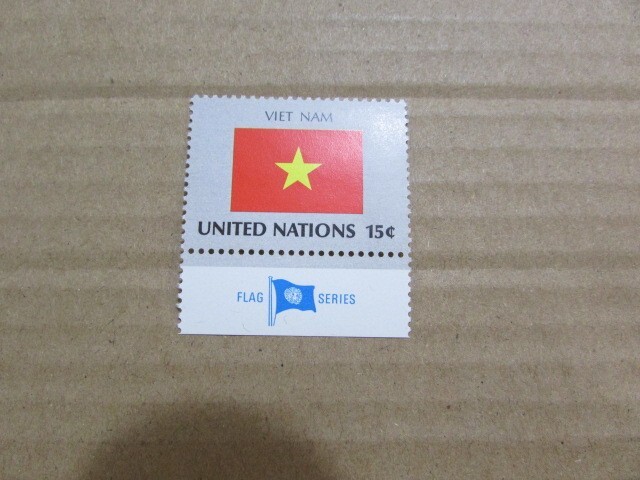 VIET NAM
UNITED NATIONS 15¢
FLAG SERIES